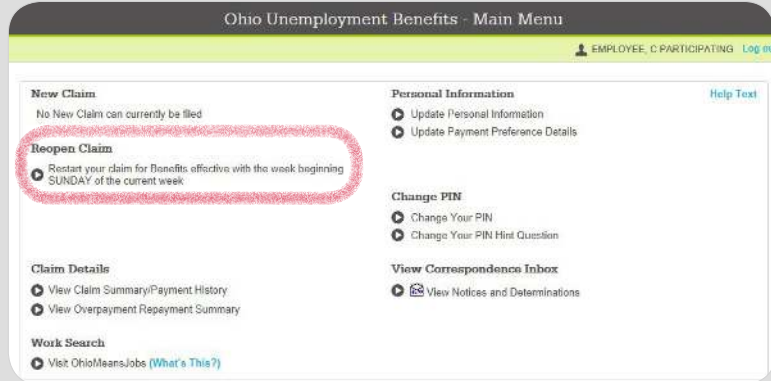 Ohio Unemployment Benefits - Main Menu
EMPLOYEE, C PARTICIPATING Log
New Claim
No New Claim can currently be filed
Reopen Claim
Restart your claim for Benefits effective with the week beginning
SUNDAY of the current week
Claim Details
View Claim Summary/Payment History
View Overpayment Repayment Summary
Work Search
Visit OhioMeansJobs (What's This?)
Personal Information
Help Text
Update Personal Information
Update Payment Preference Details
Change PIN
Change Your PIN
Change Your PIN Hint Question
View Correspondence Inbox
View Notices and Determinations